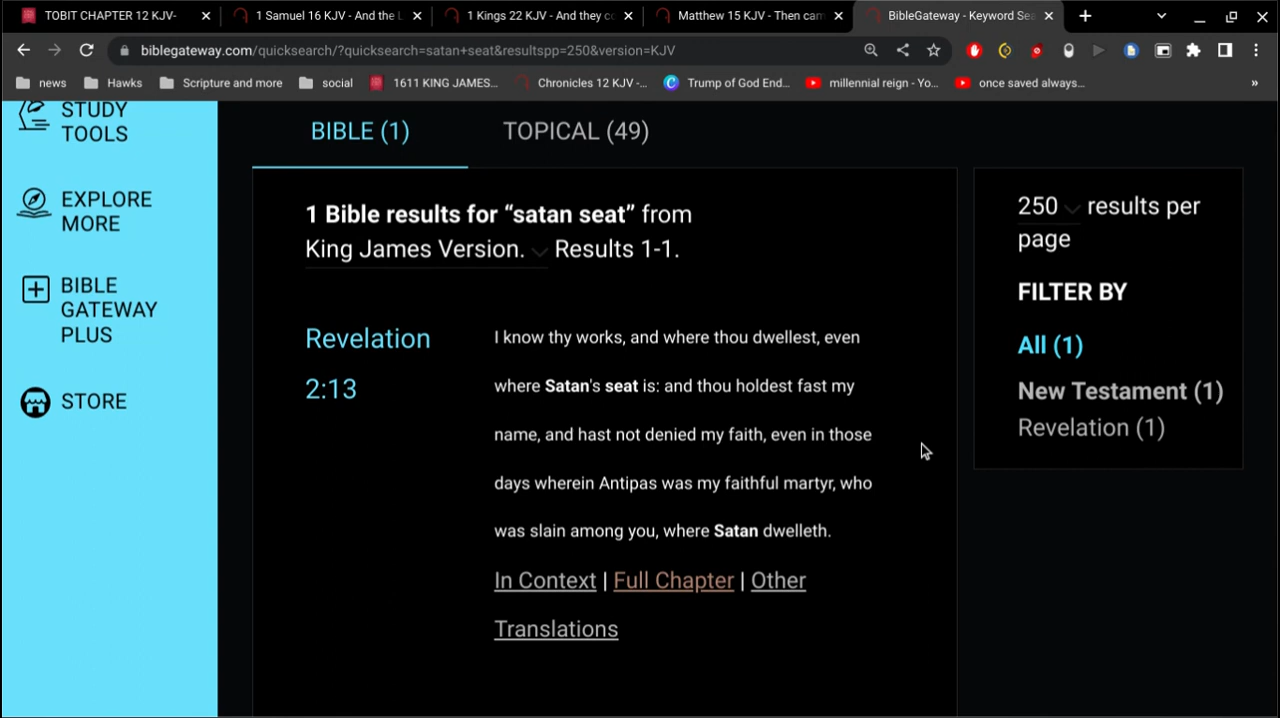 TOBIT CHAPTER 12 KJV-
1 Samuel 16 KJV - And the L
1 Kings 22 KJV - And they co
Matthew 15 KJV - Then cam
BibleGateway - Keyword Sea
biblegateway.com/quicksearch/?quicksearch=satan+seat&resultspp=250&version=KJV
news
Hawks
Scripture and more
social
1611 KING JAMES...
Chronicles 12 KJV -...
Trump of God End...
millennial reign - Yo...
once saved always...
»
STUDY
TOOLS
EXPLORE
MORE
BIBLE
GATEWAY
PLUS
STORE
BIBLE (1)
TOPICAL (49)
1 Bible results for “satan seat” from
King James Version. Results 1-1.
Revelation
2:13
I know thy works, and where thou dwellest, even
where Satan's seat is: and thou holdest fast my
name, and hast not denied my faith, even in those
days wherein Antipas was my faithful martyr, who
was slain among you, where Satan dwelleth.
In Context | Full Chapter | Other
Translations
250 results per
page
FILTER BY
All (1)
New Testament (1)
Revelation (1)